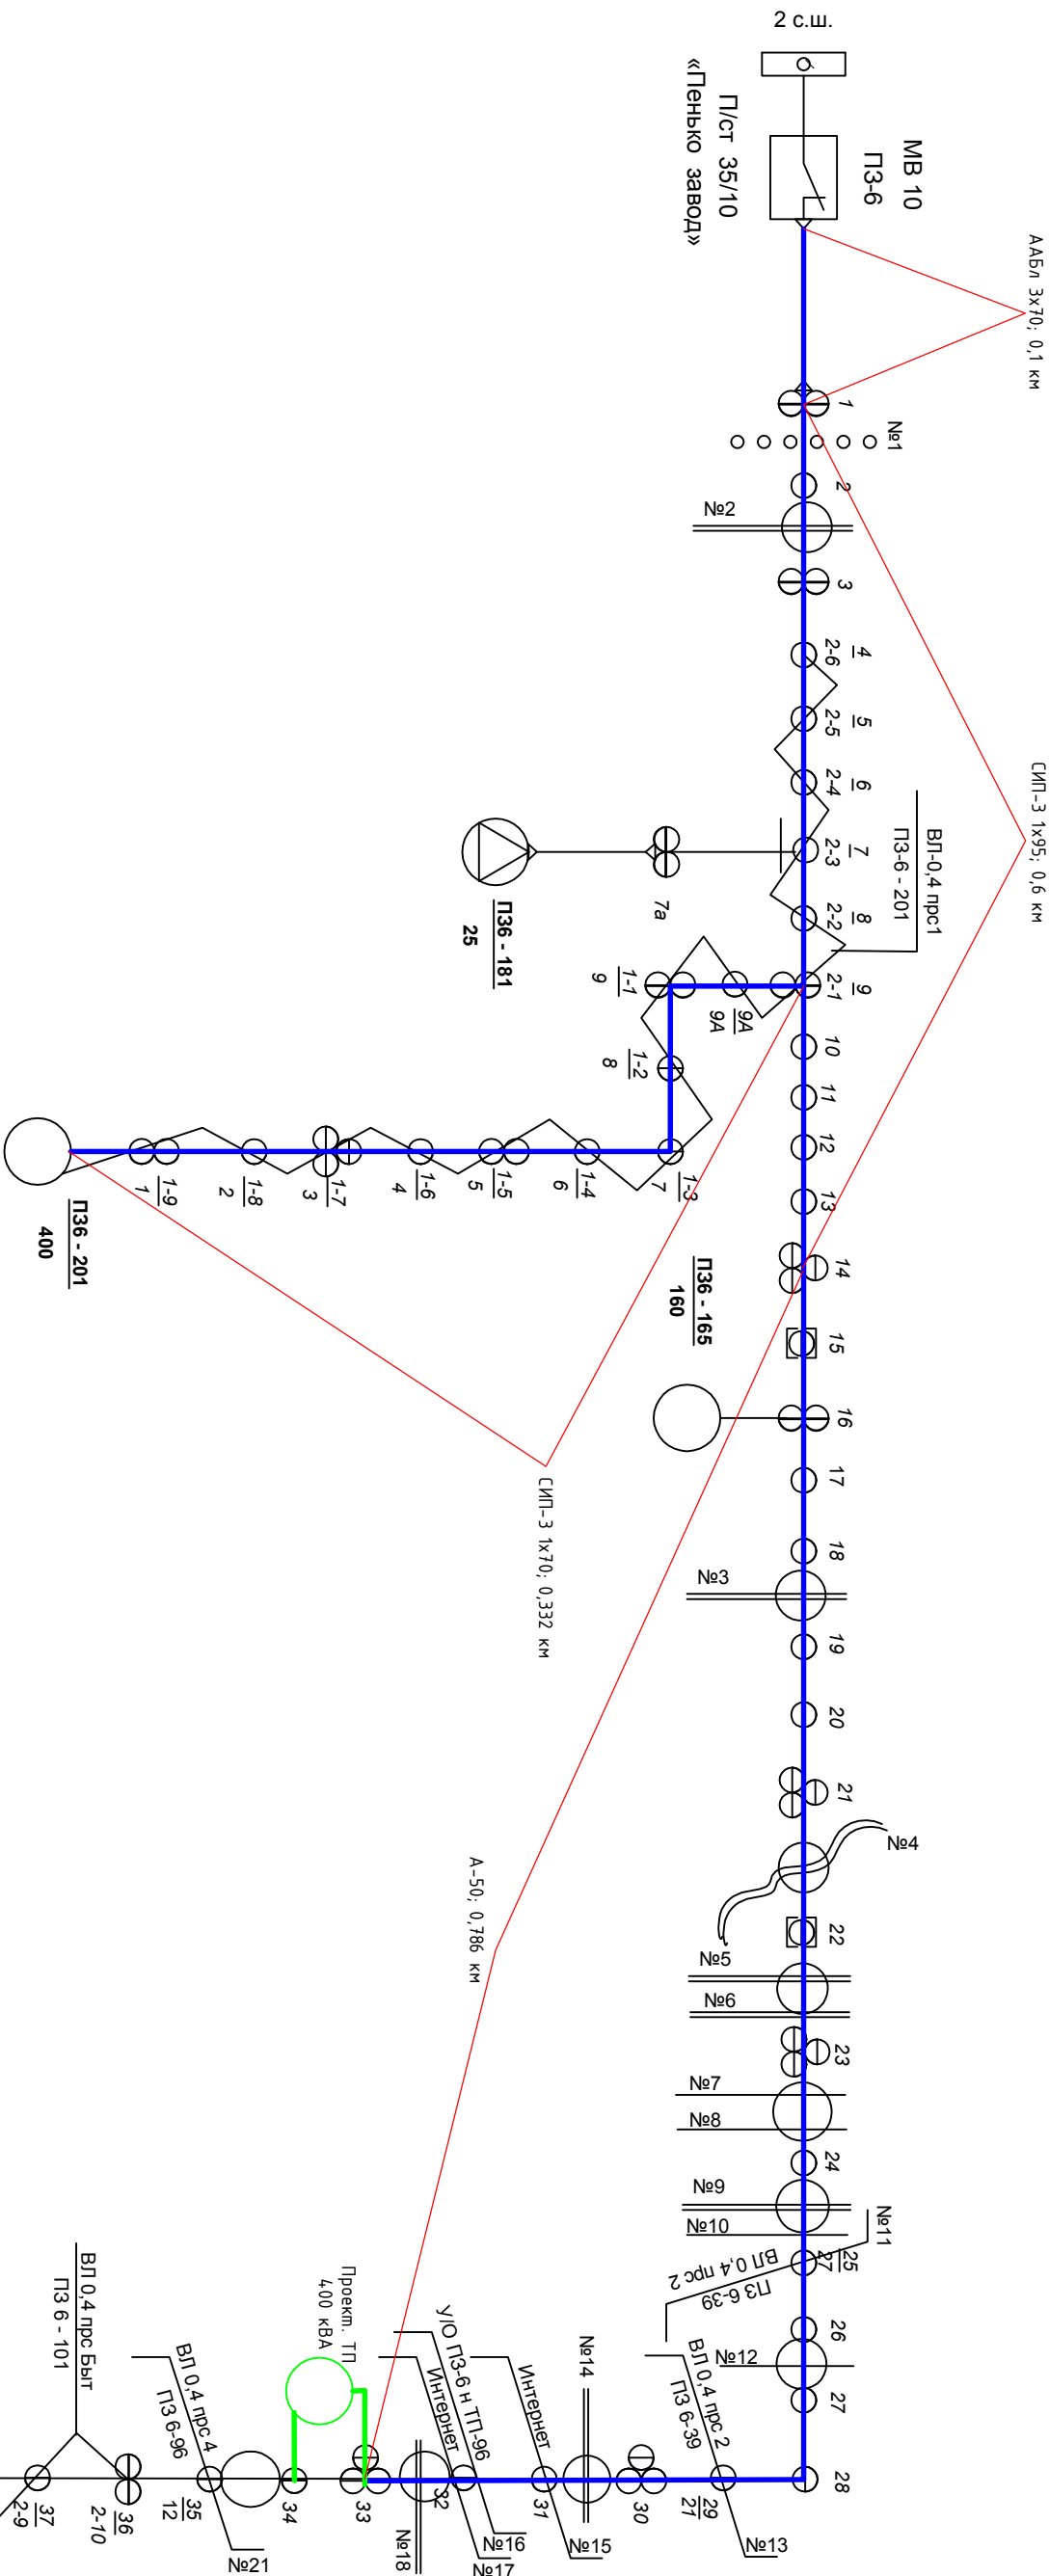 2 с.ш.
МВ 10
ПЗ-6
П/ст 35/10
«Пенько завод»
ААБл 3х70; 0,1 км
1
№1
2
№2
3
4
2-6
5
2-5
6
2-4
7
2-3
8
2-2
9
2-1
ВЛ-0,4 прс1
ПЗ-6 - 201
СИП-3 1х95; 0,6 км
7а
П36 - 181
25
9А
9А
1-1
9
1-2
8
1-3
7
1-4
6
1-5
5
1-6
4
1-7
3
1-8
2
1-9
1
П36 - 201
400
10
11
12
13
14
15
16
П36 - 165
160
СИП-3 1х70; 0,332 км
17
18
№3
19
20
21
№4
22
№5
№6
23
№7
№8
24
№9
№10
№11
25
27
ВЛ 0,4 прс 2
ПЗ 6-39
26
№12
27
28
А-50; 0,786 км
29
21
ВЛ 0,4 прс 2
ПЗ 6-39
№13
30
№14
31
Интернет
№15
У/О ПЗ-6 н ТП-96
№16
Интернет
№17
32
№18
33
Проект. ТП
400 кВА
34
35
12
ВЛ 0,4 прс 4
ПЗ 6-96
№21
36
2-10
37
2-9
ВЛ 0,4 прс Быт
ПЗ 6 - 101